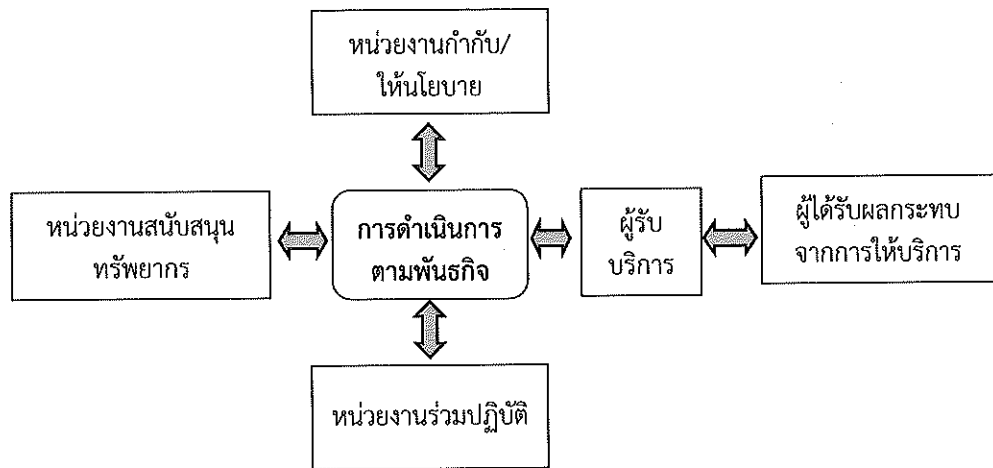 หน่วยงานกำกับ/
ให้นโยบาย
หน่วยงานสนับสนุน
ทรัพยากร
การดำเนินการ
ตามพันธกิจ
ผู้รับ
บริการ
ผู้ได้รับผลกระทบ
จากการให้บริการ
หน่วยงานร่วมปฏิบัติ